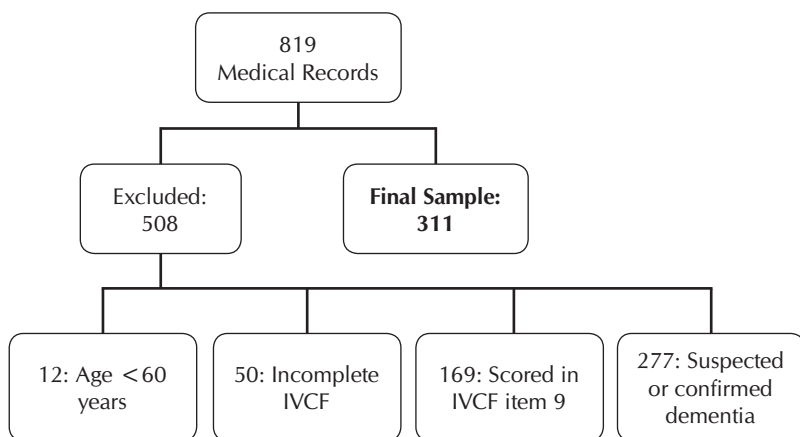 819
Medical Records
Excluded:
508
Final Sample:
311
12: Age <60
years
50: Incomplete
IVCF
169: Scored in
IVCF item 9
277: Suspected
or confirmed
dementia